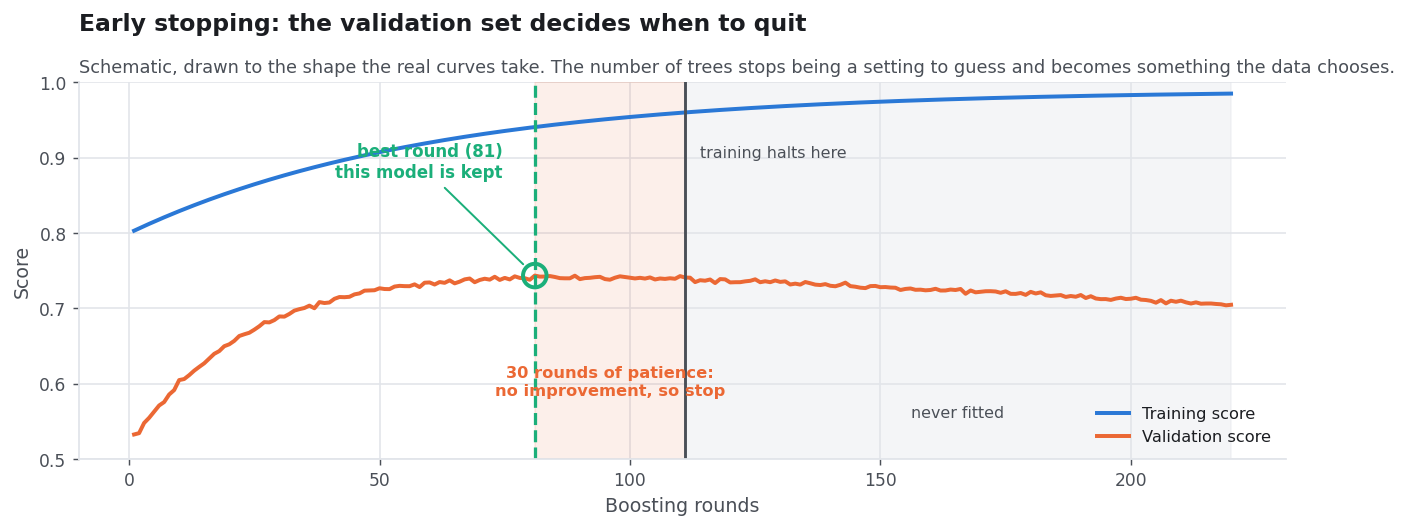 Early stopping: the validation set decides when to quit
Schematic, drawn to the shape the real curves take. The number of trees stops being a setting to guess and becomes something the data chooses.
1.0
0.9
0.8
0.7
0.6
0.5
Score
best round (81)
this model is kept
training halts here
30 rounds of patience:
no improvement, so stop
never fitted
Training score
Validation score
0
50
100
150
200
Boosting rounds